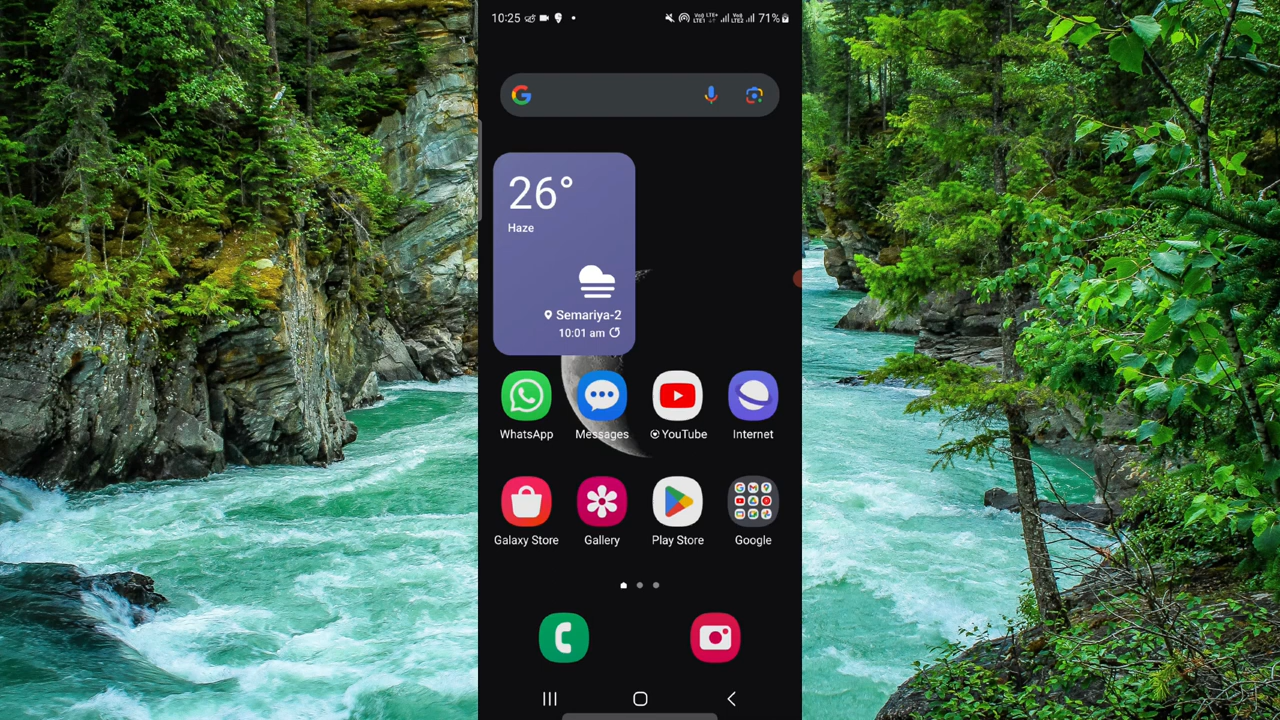 10:25
71%
26°
Haze
Semariya-2
10:01 am
WhatsApp
Messages
YouTube
Internet
Galaxy Store
Gallery
Play Store
Google